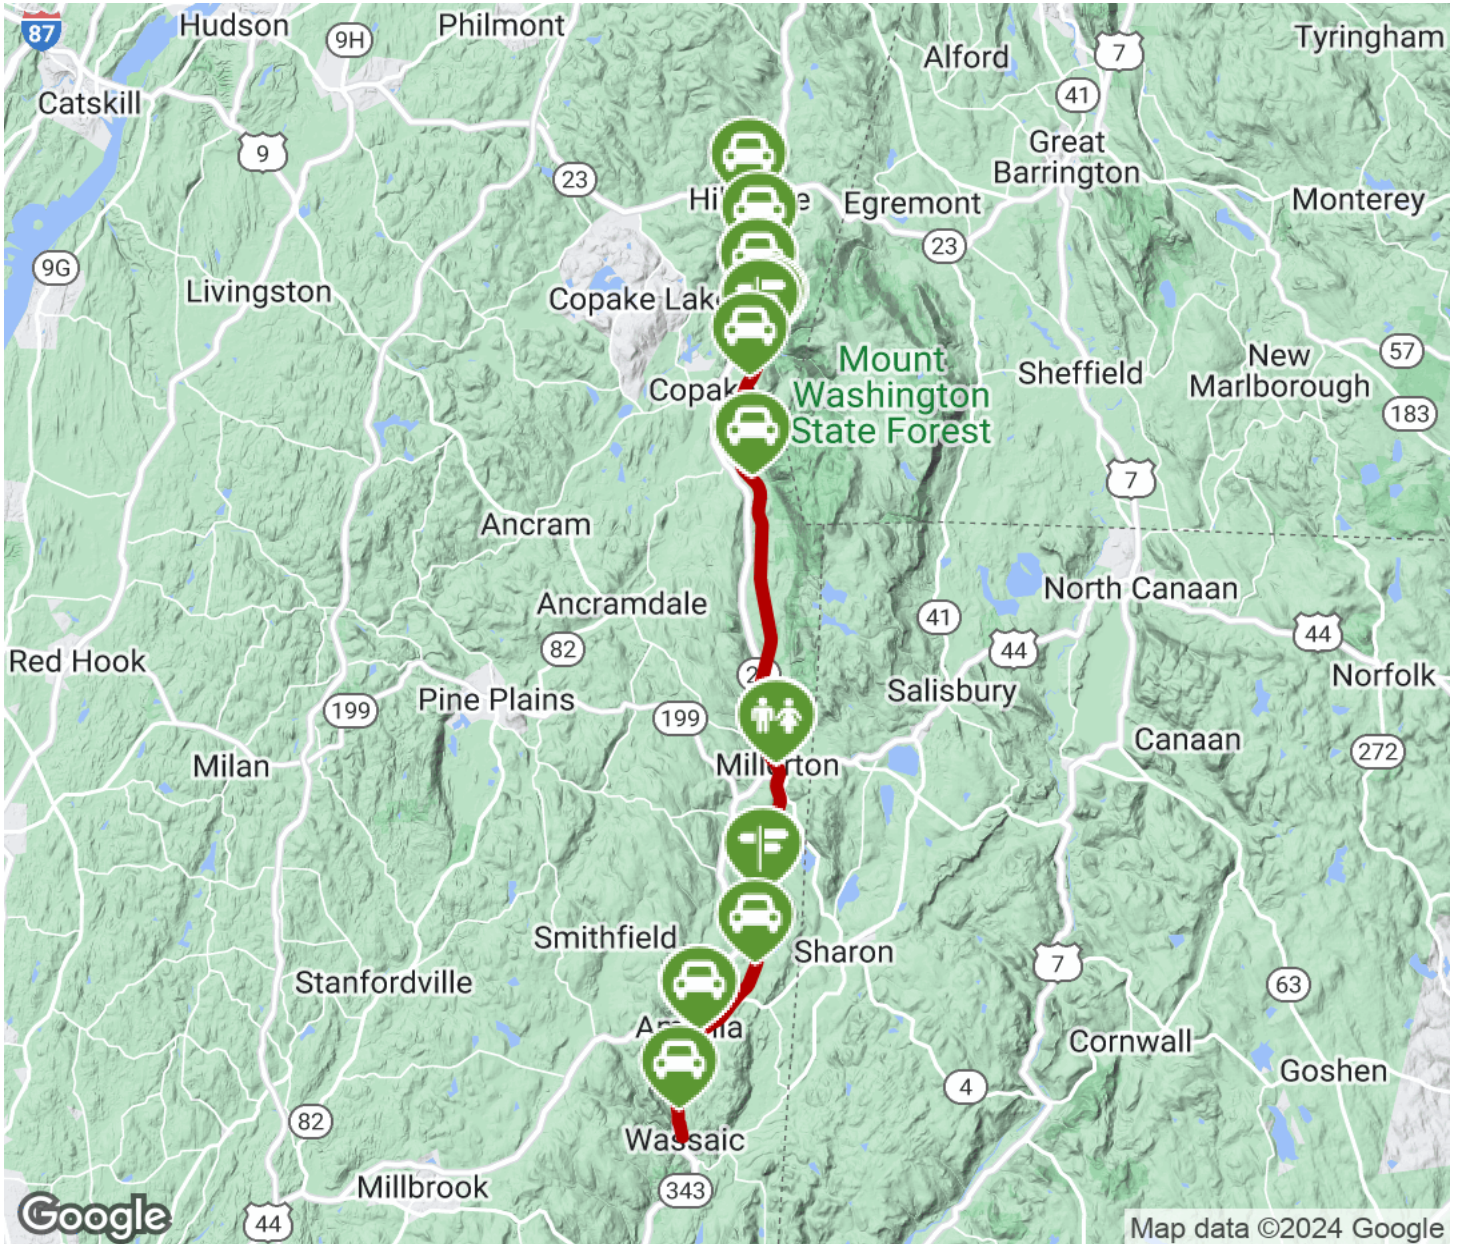 87
Hudson
9H
Philmont
Alford
7
Tyringham
Catskill
41
9
Great
Barrington
23
Egremont
Monterey
9G
23
Livingston
Copake Lake
Mount
Washington
State Forest
Sheffield
New
Marlborough
57
183
Copake
7
Ancram
Ancramdale
North Canaan
41
44
44
82
Red Hook
Norfolk
199
Pine Plains
199
Salisbury
Milan
Millerton
Canaan
272
Smithfield
Sharon
Stanfordville
7
63
Cornwall
Goshen
4
82
Wassaic
Millbrook
343
44
Google
Map data ©2024 Google